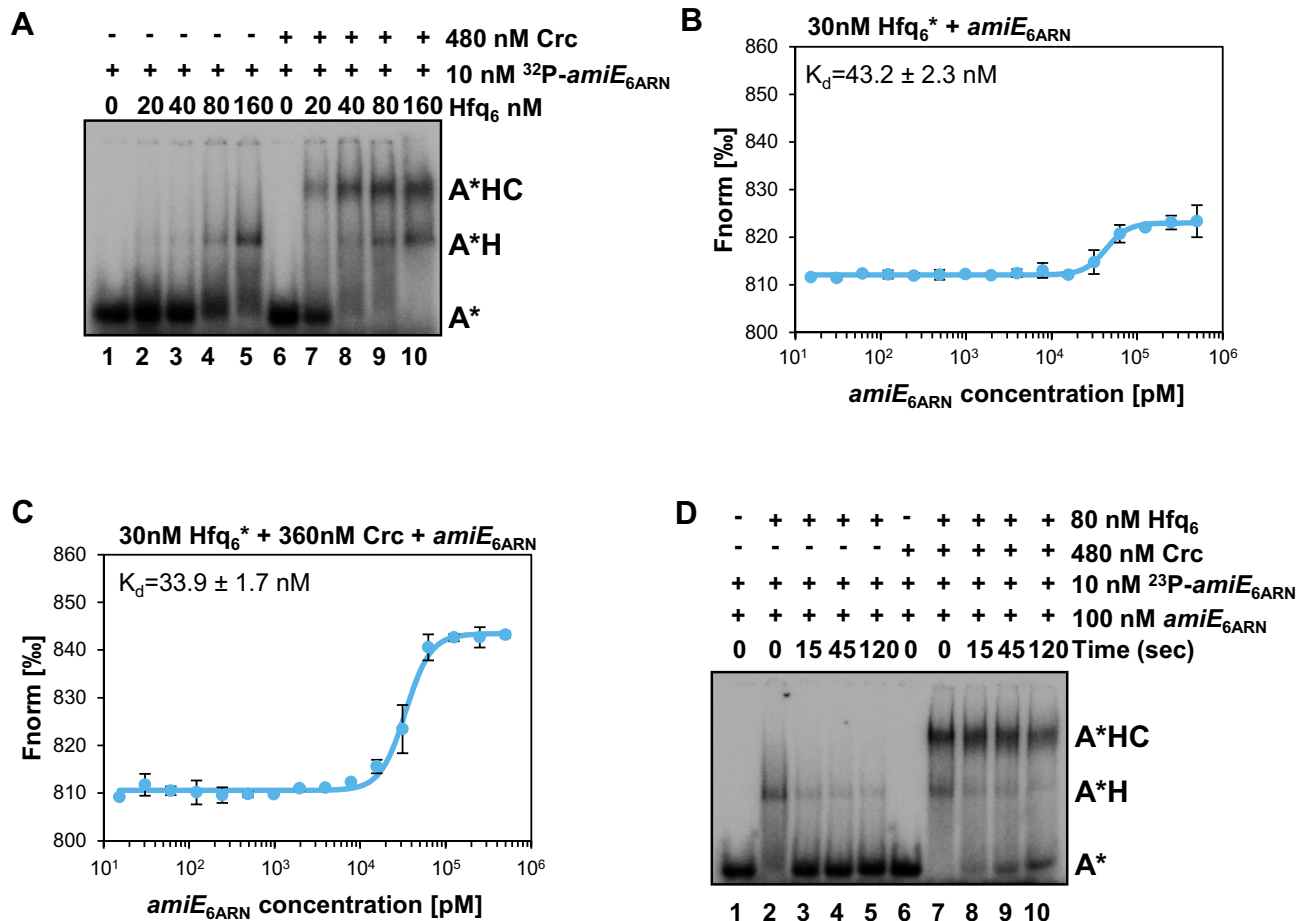 A
- - - - - + + + + + 480 nM Crc
+ + + + + + + + + + 10 nM ³²P-amiE₆ARN
0 20 40 80 160 0 20 40 80 160 Hfq₆ nM
A*HC
A*H
A*
1 2 3 4 5 6 7 8 9 10
B
30nM Hfq₆* + amiE₆ARN
K_d=43.2 ± 2.3 nM
Fnorm [‰]
860
850
840
830
820
810
800
10¹ 10² 10³ 10⁴ 10⁵ 10⁶
amiE₆ARN concentration [pM]
C
30nM Hfq₆* + 360nM Crc + amiE₆ARN
K_d=33.9 ± 1.7 nM
Fnorm [‰]
860
850
840
830
820
810
800
10¹ 10² 10³ 10⁴ 10⁵ 10⁶
amiE₆ARN concentration [pM]
D
- + + + + - + + + + 80 nM Hfq₆
- - - - - + + + + + 480 nM Crc
+ + + + + + + + + + 10 nM ²³P-amiE₆ARN
+ + + + + + + + + + 100 nM amiE₆ARN
0 0 15 45 120 0 0 15 45 120 Time (sec)
A*HC
A*H
A*
1 2 3 4 5 6 7 8 9 10